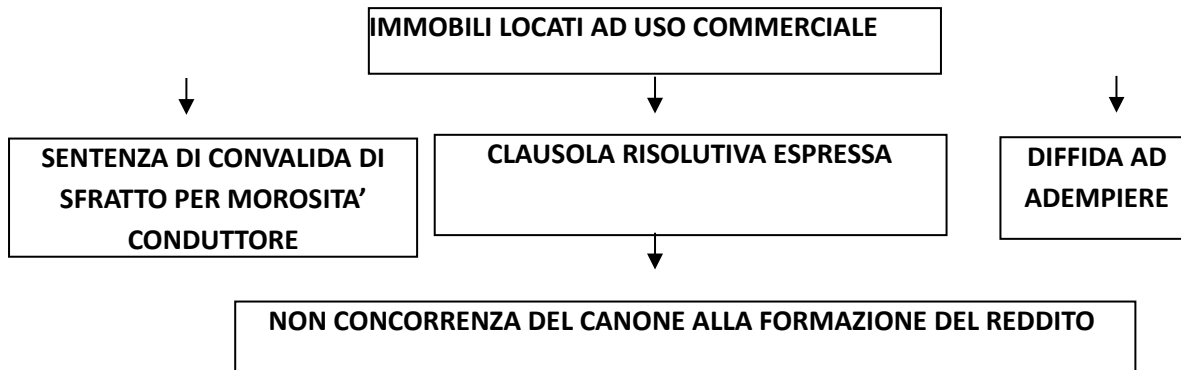 IMMOBILI LOCATI AD USO COMMERCIALE
SENTENZA DI CONVALIDA DI
SFRATTO PER MOROSITA’
CONDUTTORE
CLAUSOLA RISOLUTIVA ESPRESSA
DIFFIDA AD
ADEMPIERE
NON CONCORRENZA DEL CANONE ALLA FORMAZIONE DEL REDDITO